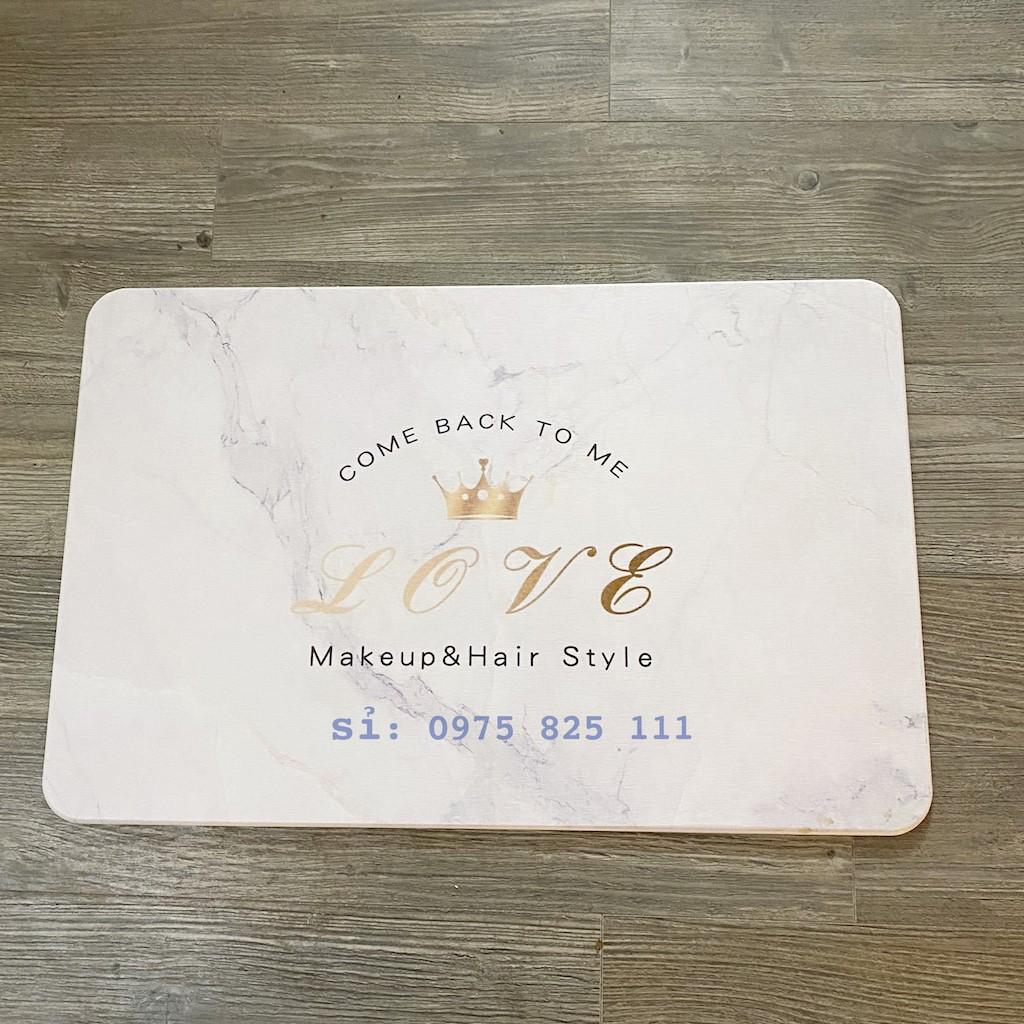 COME BACK TO ME
LOVE
Makeup&Hair Style
sỉ: 0975 825 111